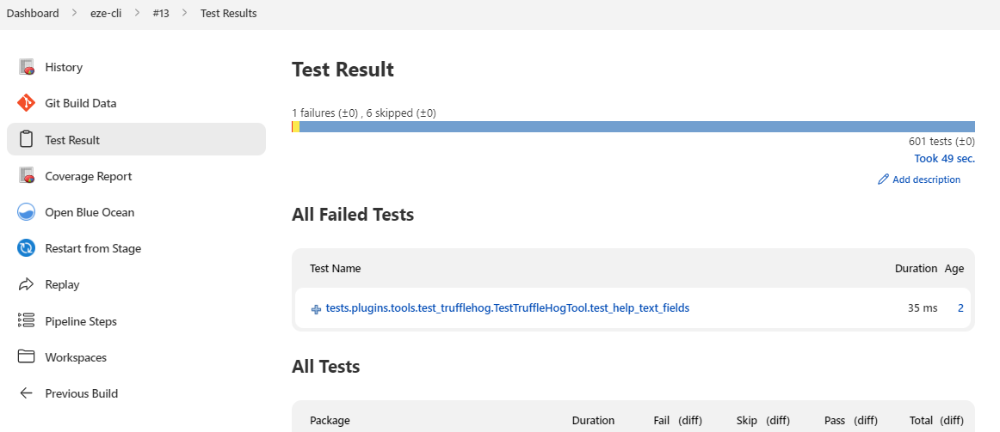 Dashboard > eze-cli > #13 > Test Results
History
Git Build Data
Test Result
Coverage Report
Open Blue Ocean
Restart from Stage
Replay
Pipeline Steps
Workspaces
Previous Build
Test Result
1 failures (±0) , 6 skipped (±0)
601 tests (±0)
Took 49 sec.
Add description
All Failed Tests
Test Name Duration Age
tests.plugins.tools.test_trufflehog.TestTruffleHogTool.test_help_text_fields 35 ms 2
All Tests
Package Duration Fail (diff) Skip (diff) Pass (diff) Total (diff)